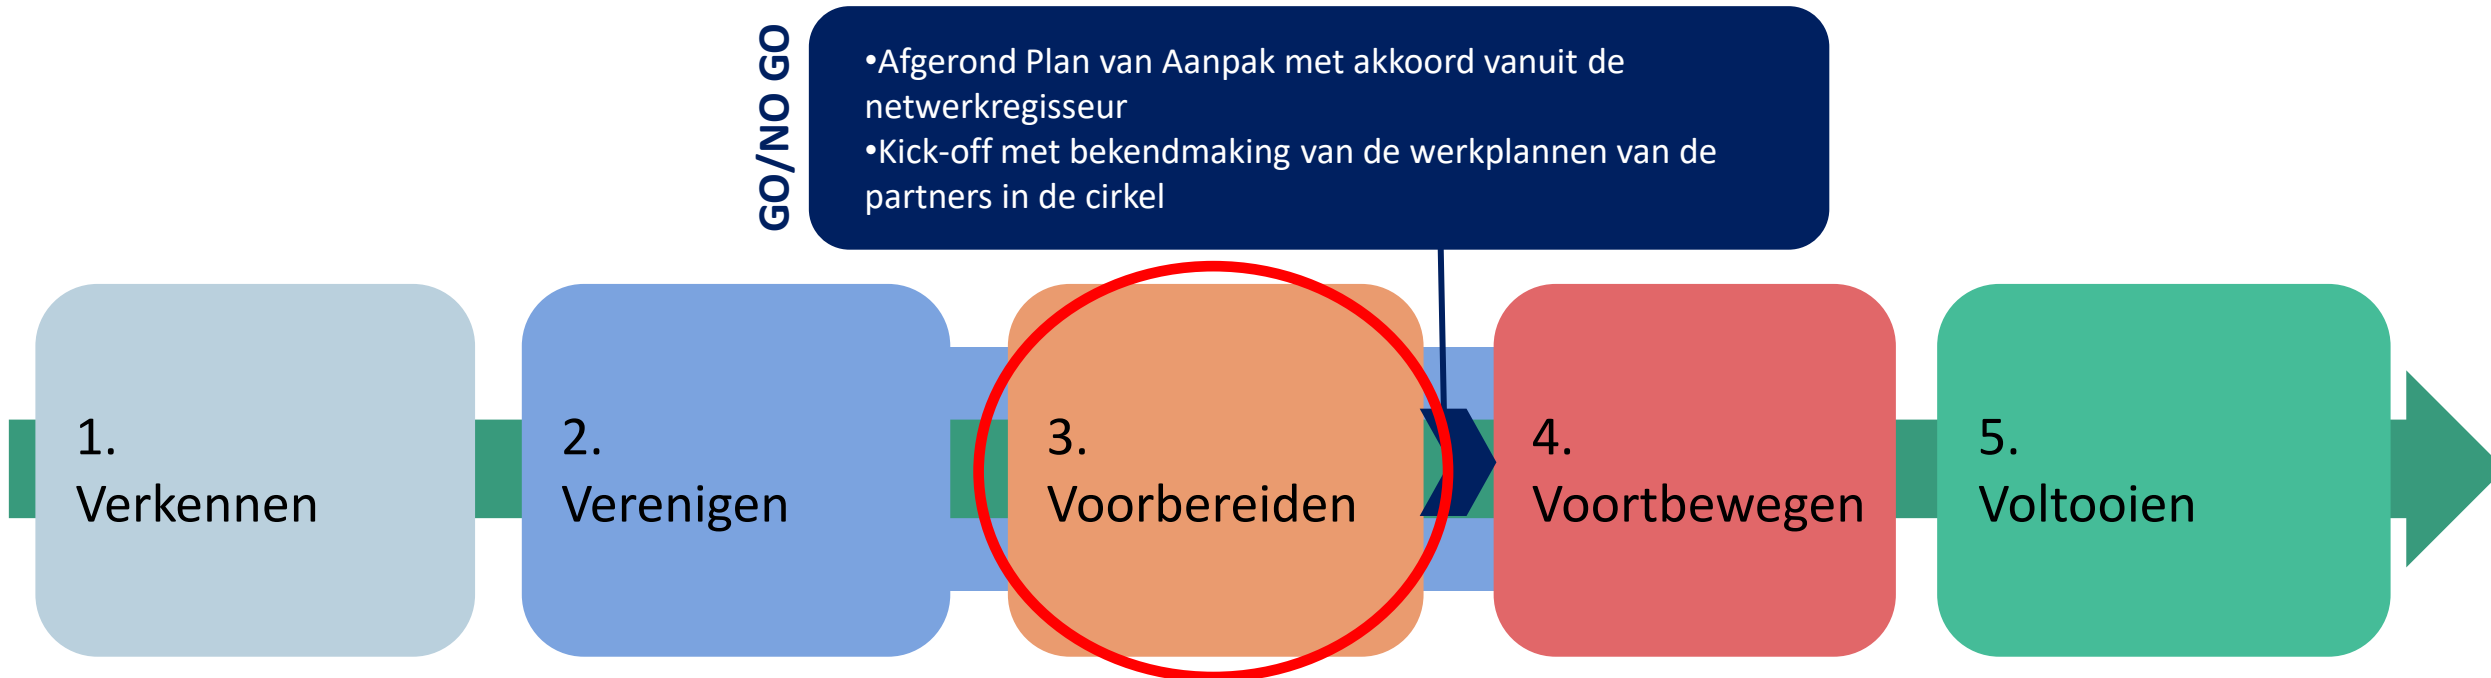 GO/NO GO
•Afgerond Plan van Aanpak met akkoord vanuit de
netwerkregisseur
•Kick-off met bekendmaking van de werkplannen van de
partners in de cirkel
1.
Verkennen
2.
Verenigen
3.
Voorbereiden
4.
Voortbewegen
5.
Voltooien